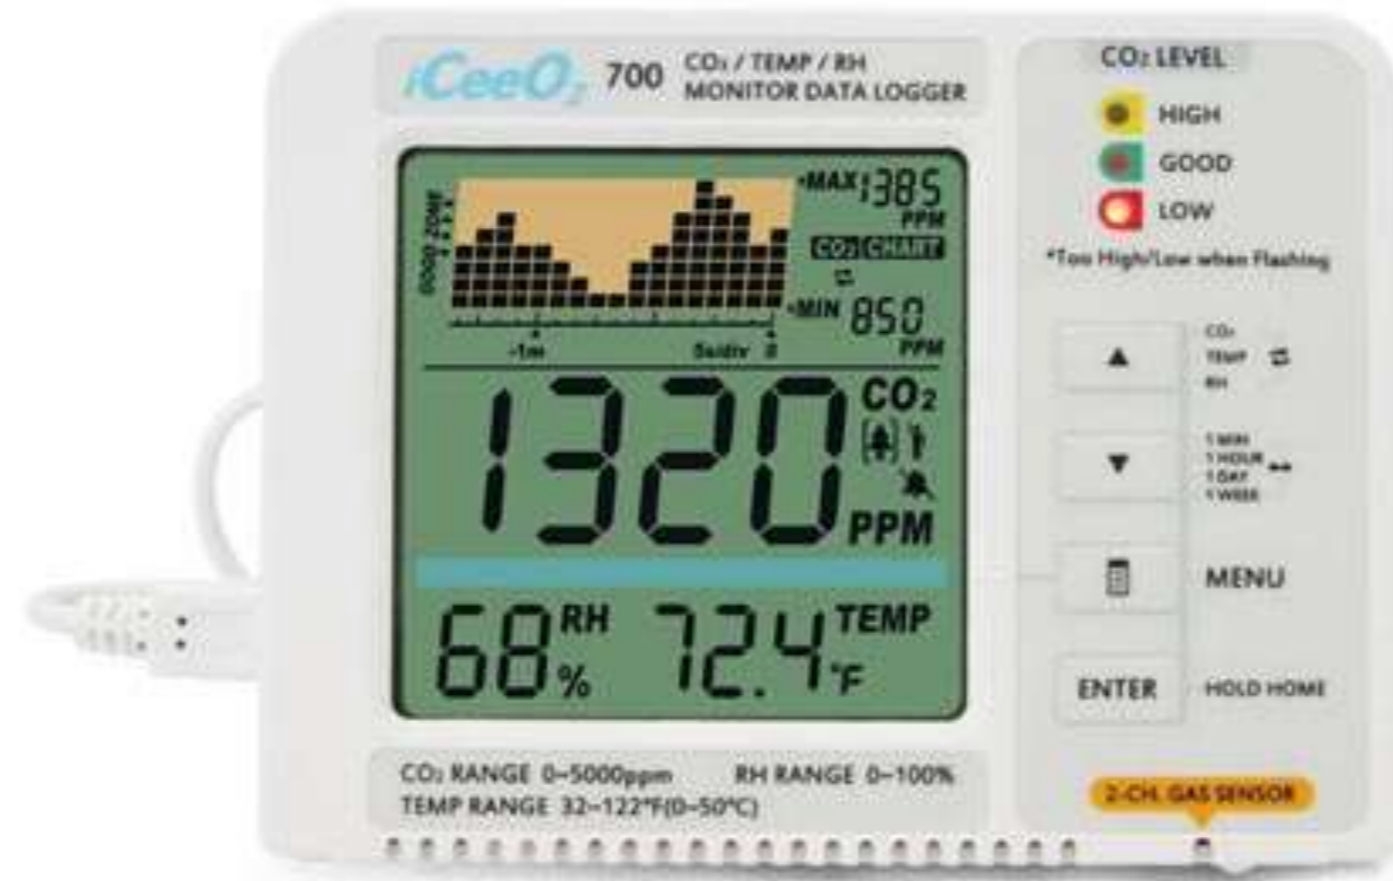 iCeeO2 700
CO2 / TEMP / RH
MONITOR DATA LOGGER
GOOD ZONE
MAX 1385
PPM
CO2 CHART
MIN 850
PPM
-1m 5s/div 0
1320 CO2
PPM
68 RH %
72.4 TEMP °F
CO2 RANGE 0~5000ppm RH RANGE 0~100%
TEMP RANGE 32~122°F(0~50°C)
CO2 LEVEL
HIGH
GOOD
LOW
*Too High/Low when Flashing
▲
CO2
TEMP
RH
▼
1 MIN
1 HOUR
1 DAY
1 WEEK
MENU
ENTER HOLD HOME
2-CH. GAS SENSOR